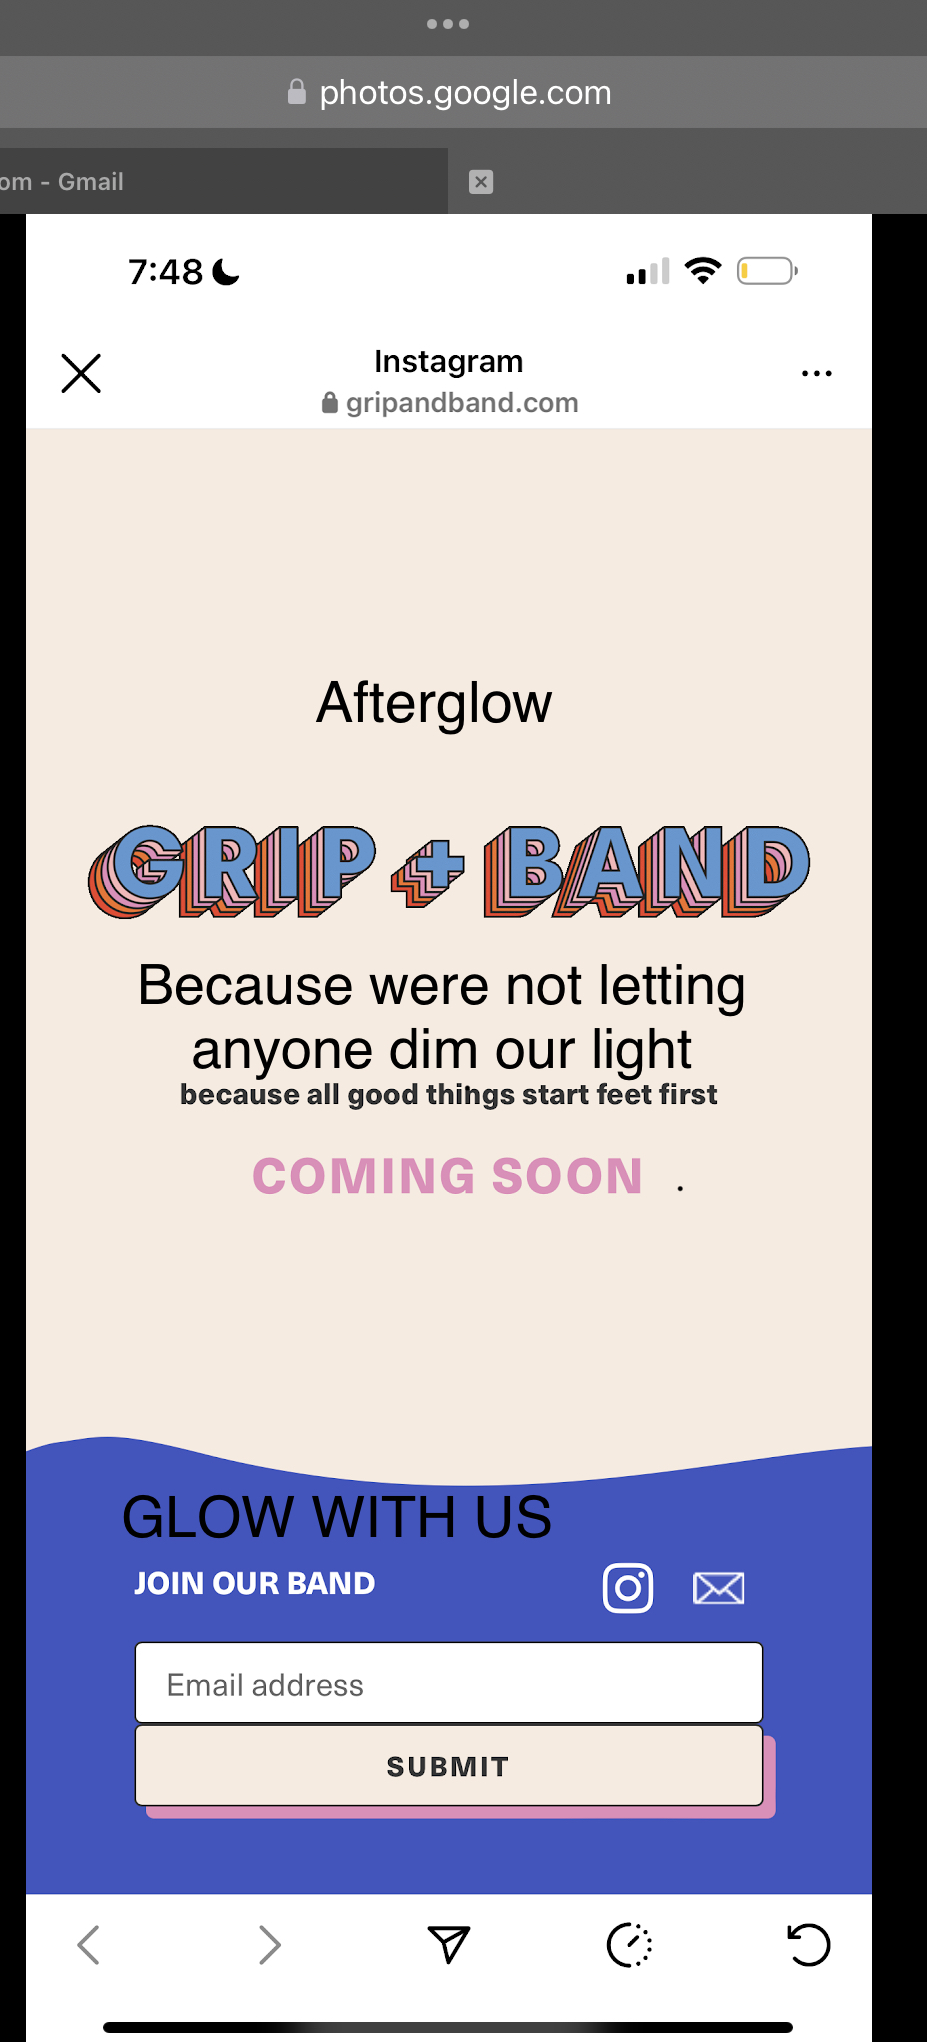 photos.google.com
om - Gmail
7:48
Instagram
gripandband.com
Afterglow
GRIP + BAND
Because were not letting
anyone dim our light
because all good things start feet first
COMING SOON .
GLOW WITH US
JOIN OUR BAND
Email address
SUBMIT